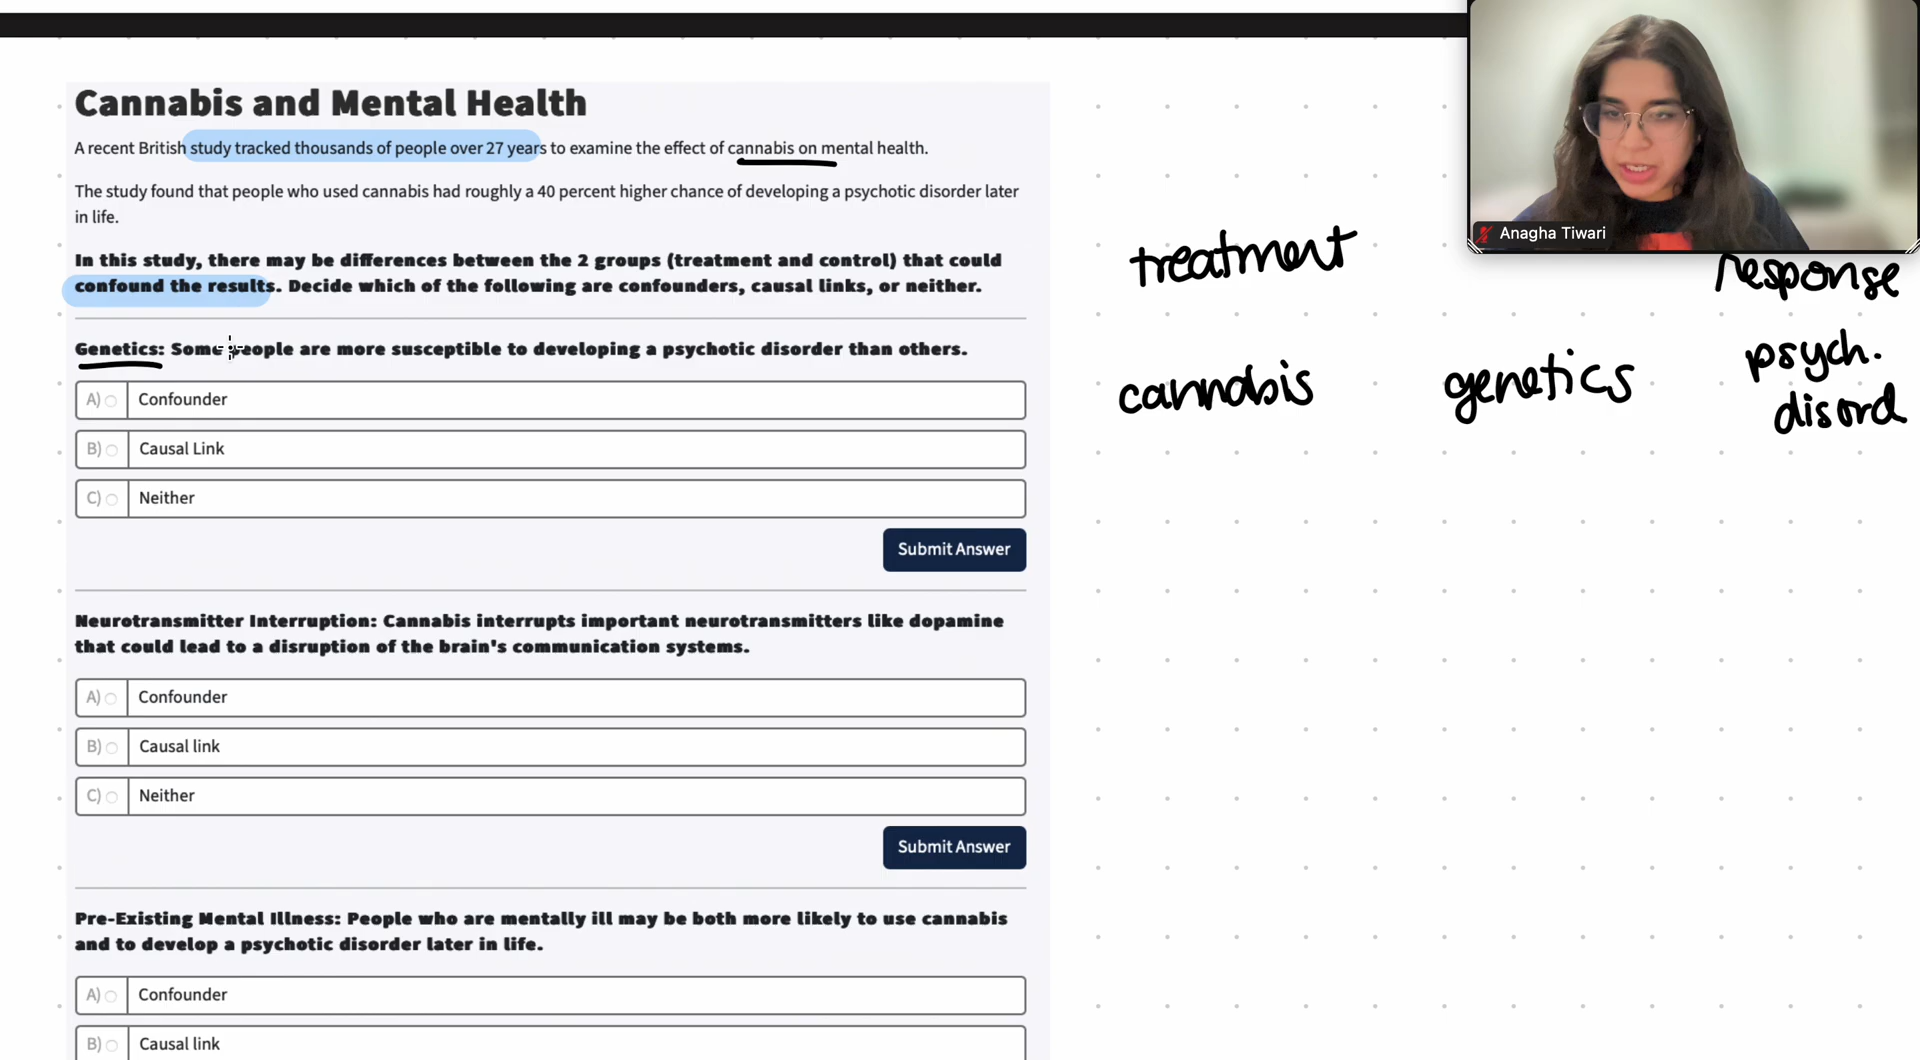 Cannabis and Mental Health
A recent British study tracked thousands of people over 27 years to examine the effect of cannabis on mental health.
The study found that people who used cannabis had roughly a 40 percent higher chance of developing a psychotic disorder later
in life.
In this study, there may be differences between the 2 groups (treatment and control) that could
confound the results. Decide which of the following are confounders, causal links, or neither.
Genetics: Some people are more susceptible to developing a psychotic disorder than others.
A) Confounder
B) Causal Link
C) Neither
Submit Answer
Neurotransmitter Interruption: Cannabis interrupts important neurotransmitters like dopamine
that could lead to a disruption of the brain's communication systems.
A) Confounder
B) Causal link
C) Neither
Submit Answer
Pre-Existing Mental Illness: People who are mentally ill may be both more likely to use cannabis
and to develop a psychotic disorder later in life.
A) Confounder
B) Causal link
Anagha Tiwari
treatment
response
cannabis
genetics
psych.
disord